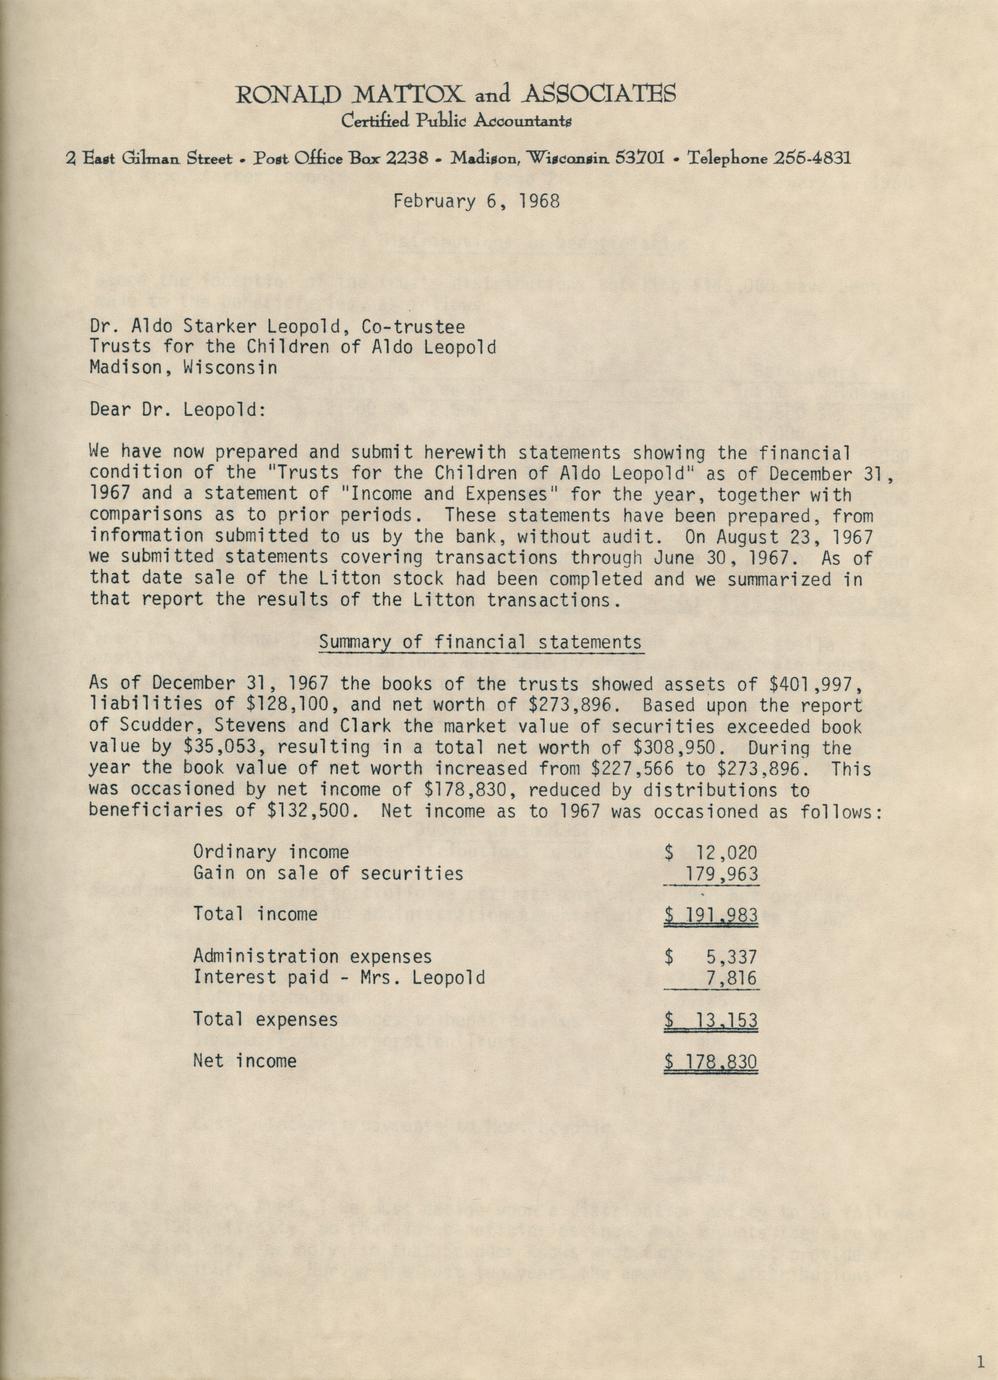 RONALD MATTOX and ASSOCIATES
Certified Public Accountants
2 East Gilman Street • Post Office Box 2238 • Madison, Wisconsin 53701 • Telephone 255-4831
February 6, 1968
Dr. Aldo Starker Leopold, Co-trustee
Trusts for the Children of Aldo Leopold
Madison, Wisconsin
Dear Dr. Leopold:
We have now prepared and submit herewith statements showing the financial
condition of the "Trusts for the Children of Aldo Leopold" as of December 31,
1967 and a statement of "Income and Expenses" for the year, together with
comparisons as to prior periods. These statements have been prepared, from
information submitted to us by the bank, without audit. On August 23, 1967
we submitted statements covering transactions through June 30, 1967. As of
that date sale of the Litton stock had been completed and we summarized in
that report the results of the Litton transactions.
Summary of financial statements
As of December 31, 1967 the books of the trusts showed assets of $401,997,
liabilities of $128,100, and net worth of $273,896. Based upon the report
of Scudder, Stevens and Clark the market value of securities exceeded book
value by $35,053, resulting in a total net worth of $308,950. During the
year the book value of net worth increased from $227,566 to $273,896. This
was occasioned by net income of $178,830, reduced by distributions to
beneficiaries of $132,500. Net income as to 1967 was occasioned as follows:
Ordinary income $ 12,020
Gain on sale of securities 179,963
Total income $ 191,983
Administration expenses $ 5,337
Interest paid - Mrs. Leopold 7,816
Total expenses $ 13,153
Net income $ 178,830
1